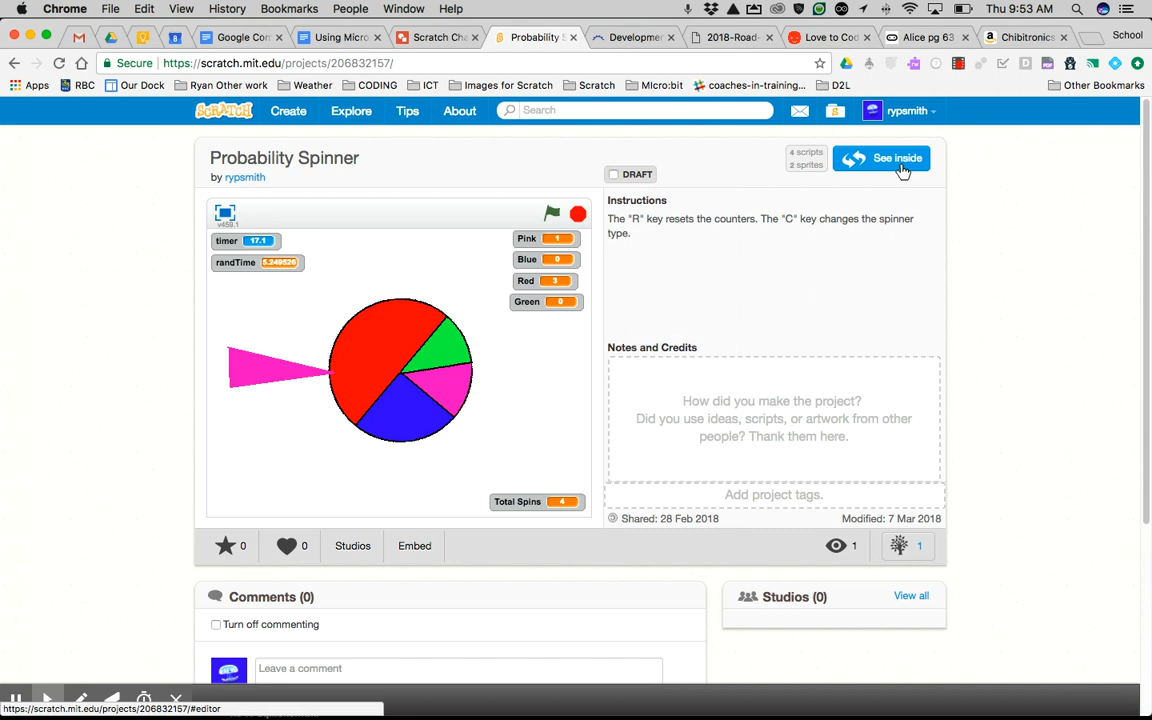 Chrome File Edit View History Bookmarks People Window Help Thu 9:53 AM
Google Con Using Micro Scratch Cha Probability S Developme 2018-Road- Love to Cod Alice pg 63 Chibitronics School
Secure https://scratch.mit.edu/projects/206832157/
Apps RBC Our Dock Ryan Other work Weather CODING ICT Images for Scratch Scratch Micro:bit coaches-in-training... D2L Other Bookmarks
SCRATCH Create Explore Tips About Search rypsmith
Probability Spinner
by rypsmith
4 scripts
2 sprites
See inside
DRAFT
v459.1
timer 17.1
randTime 5.249526
Pink 1
Blue 0
Red 3
Green 0
Total Spins 4
Instructions
The "R" key resets the counters. The "C" key changes the spinner
type.
Notes and Credits
How did you make the project?
Did you use ideas, scripts, or artwork from other
people? Thank them here.
Add project tags.
Shared: 28 Feb 2018 Modified: 7 Mar 2018
0 0 Studios Embed 1 1
Comments (0)
Turn off commenting
Leave a comment
Studios (0) View all
https://scratch.mit.edu/projects/206832157/#editor